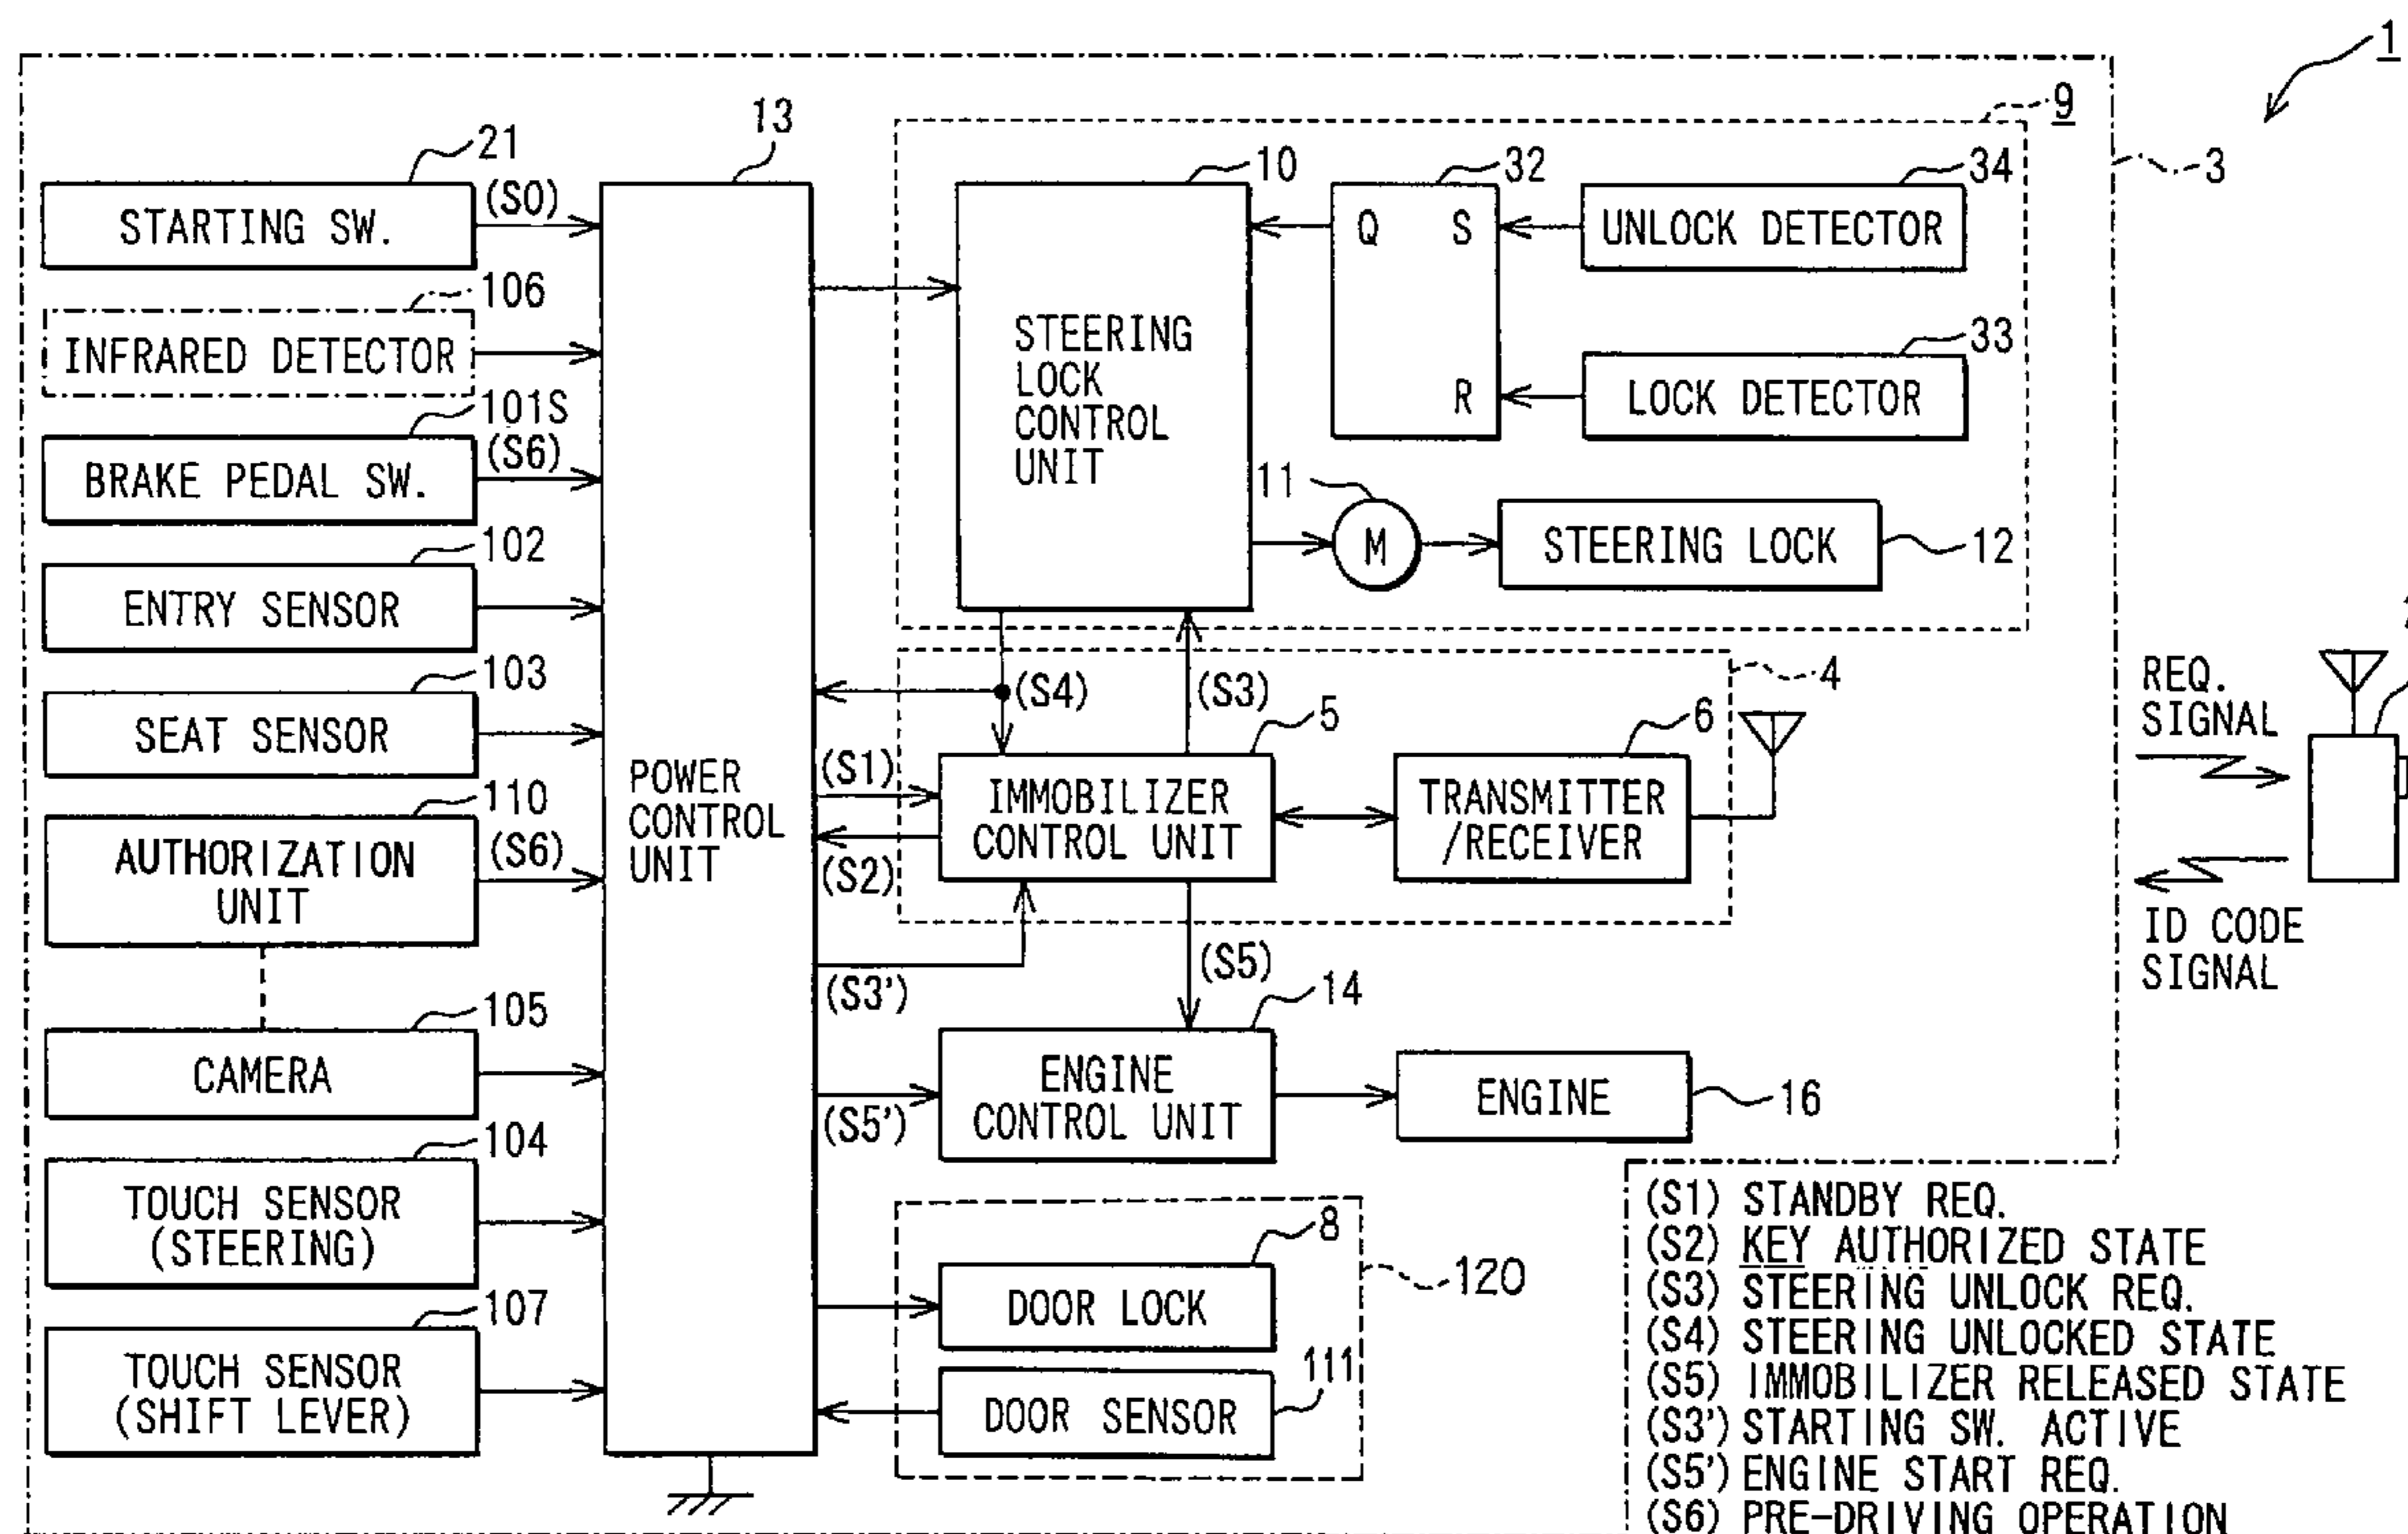 1
3
9
21
STARTING SW.
(S0)
106
INFRARED DETECTOR
101S
BRAKE PEDAL SW.
(S6)
102
ENTRY SENSOR
103
SEAT SENSOR
110
AUTHORIZATION
UNIT
(S6)
105
CAMERA
104
TOUCH SENSOR
(STEERING)
107
TOUCH SENSOR
(SHIFT LEVER)
13
POWER
CONTROL
UNIT
10
STEERING
LOCK
CONTROL
UNIT
32
Q
S
R
34
UNLOCK DETECTOR
33
LOCK DETECTOR
11
M
STEERING LOCK
12
(S4)
(S3)
4
(S1)
(S2)
5
IMMOBILIZER
CONTROL UNIT
6
TRANSMITTER
/RECEIVER
(S3')
(S5)
14
(S5')
ENGINE
CONTROL UNIT
ENGINE
16
8
DOOR LOCK
120
111
DOOR SENSOR
REQ.
SIGNAL
ID CODE
SIGNAL
(S1) STANDBY REQ.
(S2) KEY AUTHORIZED STATE
(S3) STEERING UNLOCK REQ.
(S4) STEERING UNLOCKED STATE
(S5) IMMOBILIZER RELEASED STATE
(S3') STARTING SW. ACTIVE
(S5') ENGINE START REQ.
(S6) PRE-DRIVING OPERATION